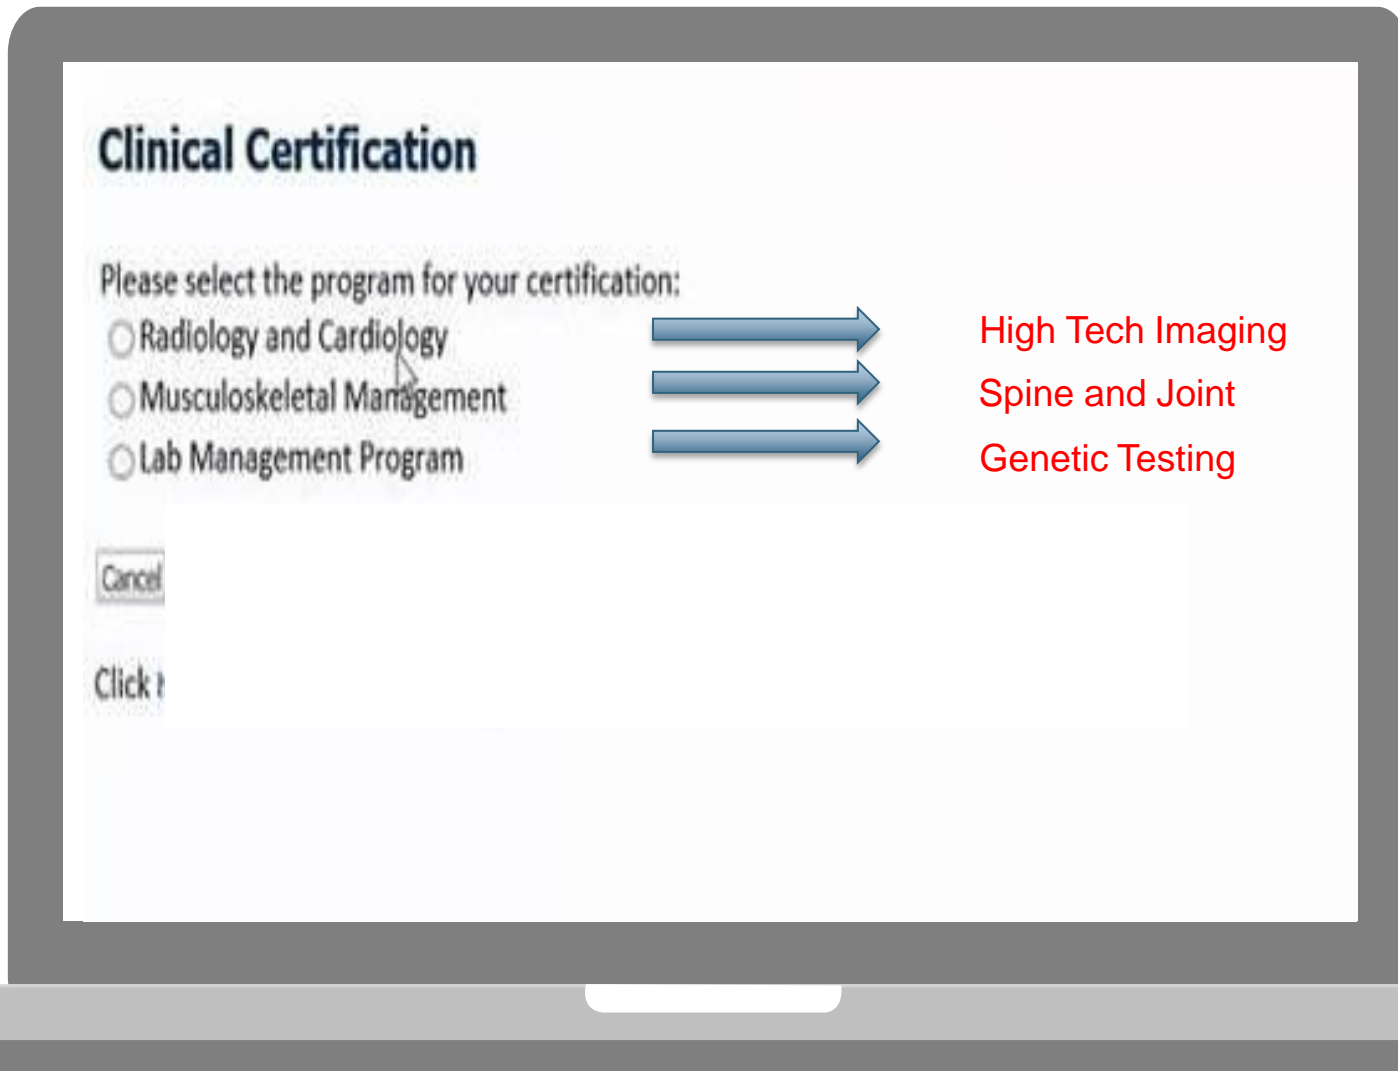 Clinical Certification
Please select the program for your certification:
Radiology and Cardiology
High Tech Imaging
Musculoskeletal Management
Spine and Joint
Lab Management Program
Genetic Testing
Cancel
Click